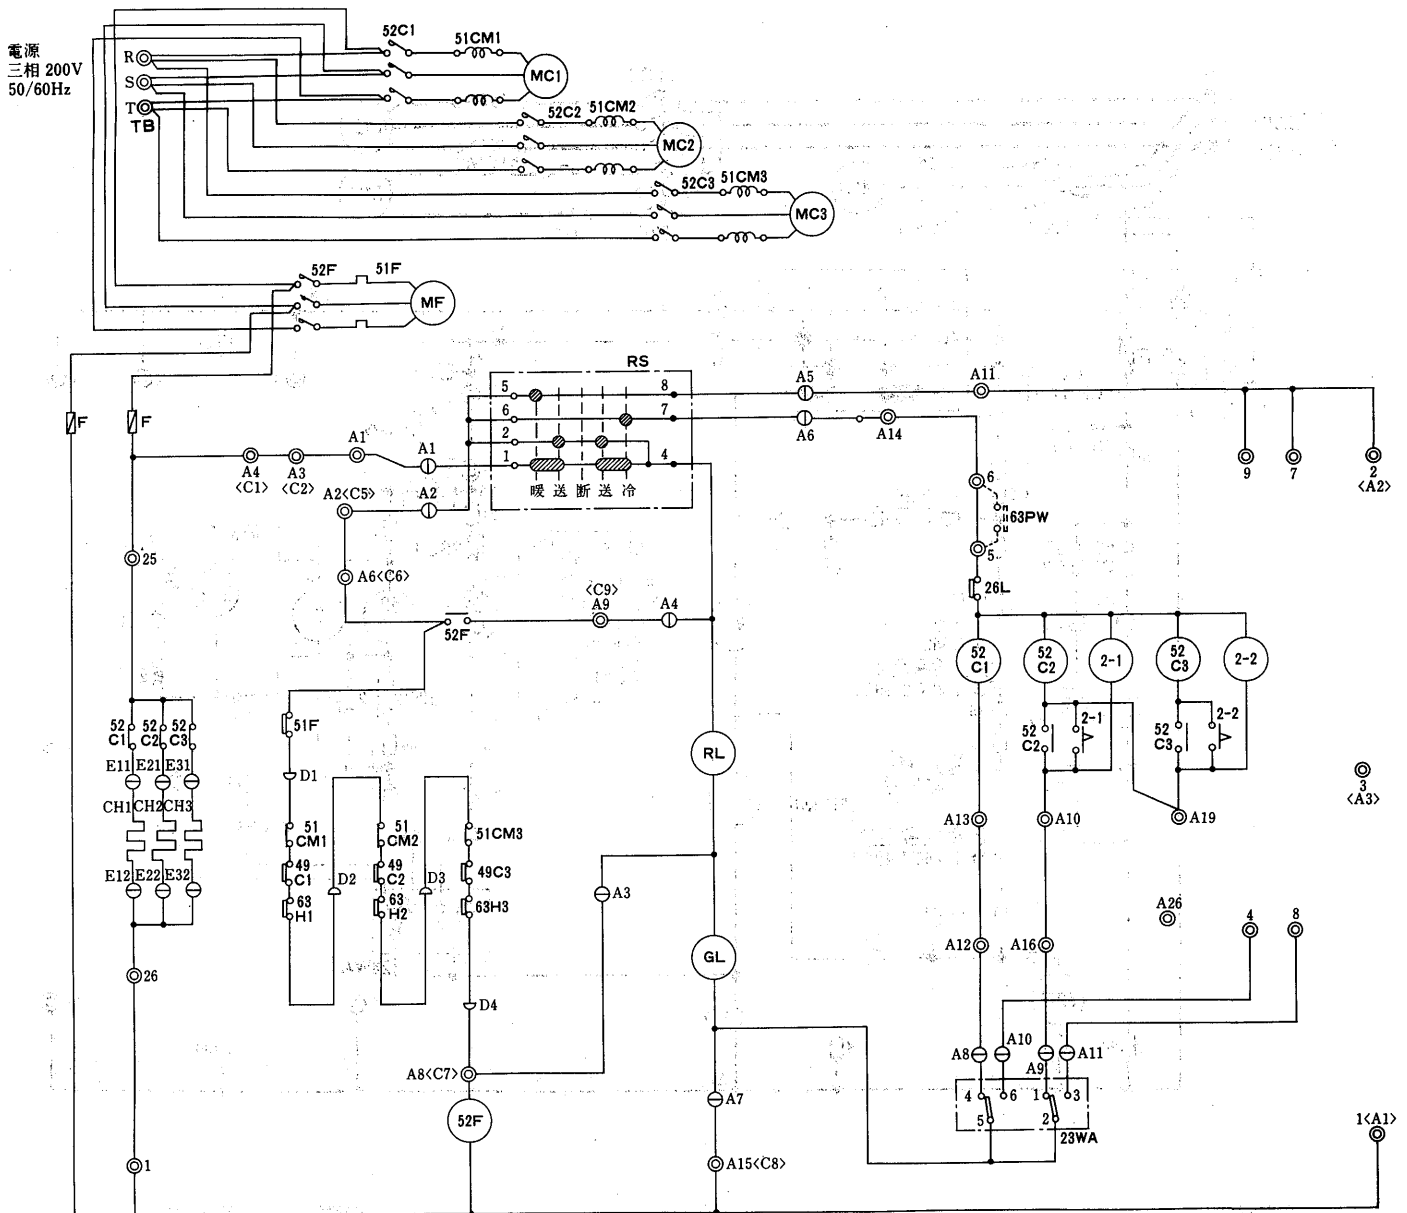 電源
三相 200V
50/60Hz
R
S
T
TB
52C1
51CM1
MC1
52C2
51CM2
MC2
52C3
51CM3
MC3
52F
51F
MF
F
F
RS
5
8
6
7
2
1
4
暖 送 断 送 冷
A5
A11
A6
A14
A4
<C1>
A3
<C2>
A1
A1
A2<C5>
A2
A6<C6>
52F
<C9>
A9
A4
9
7
2
<A2>
6
63PW
5
26L
25
52
C1
52
C2
2-1
52
C3
2-2
52
C1
52
C2
52
C3
E11
E21
E31
CH1
CH2
CH3
E12
E22
E32
26
1
51F
D1
51
CM1
49
C1
63
H1
D2
51
CM2
49
C2
63
H2
D3
51CM3
49C3
63H3
D4
A8<C7>
52F
RL
A3
GL
A7
A15<C8>
52
C2
2-1
52
C3
2-2
A13
A10
A19
3
<A3>
A12
A16
A26
4
8
A8
A10
A9
A11
4
6
1
3
5
2
23WA
1<A1>